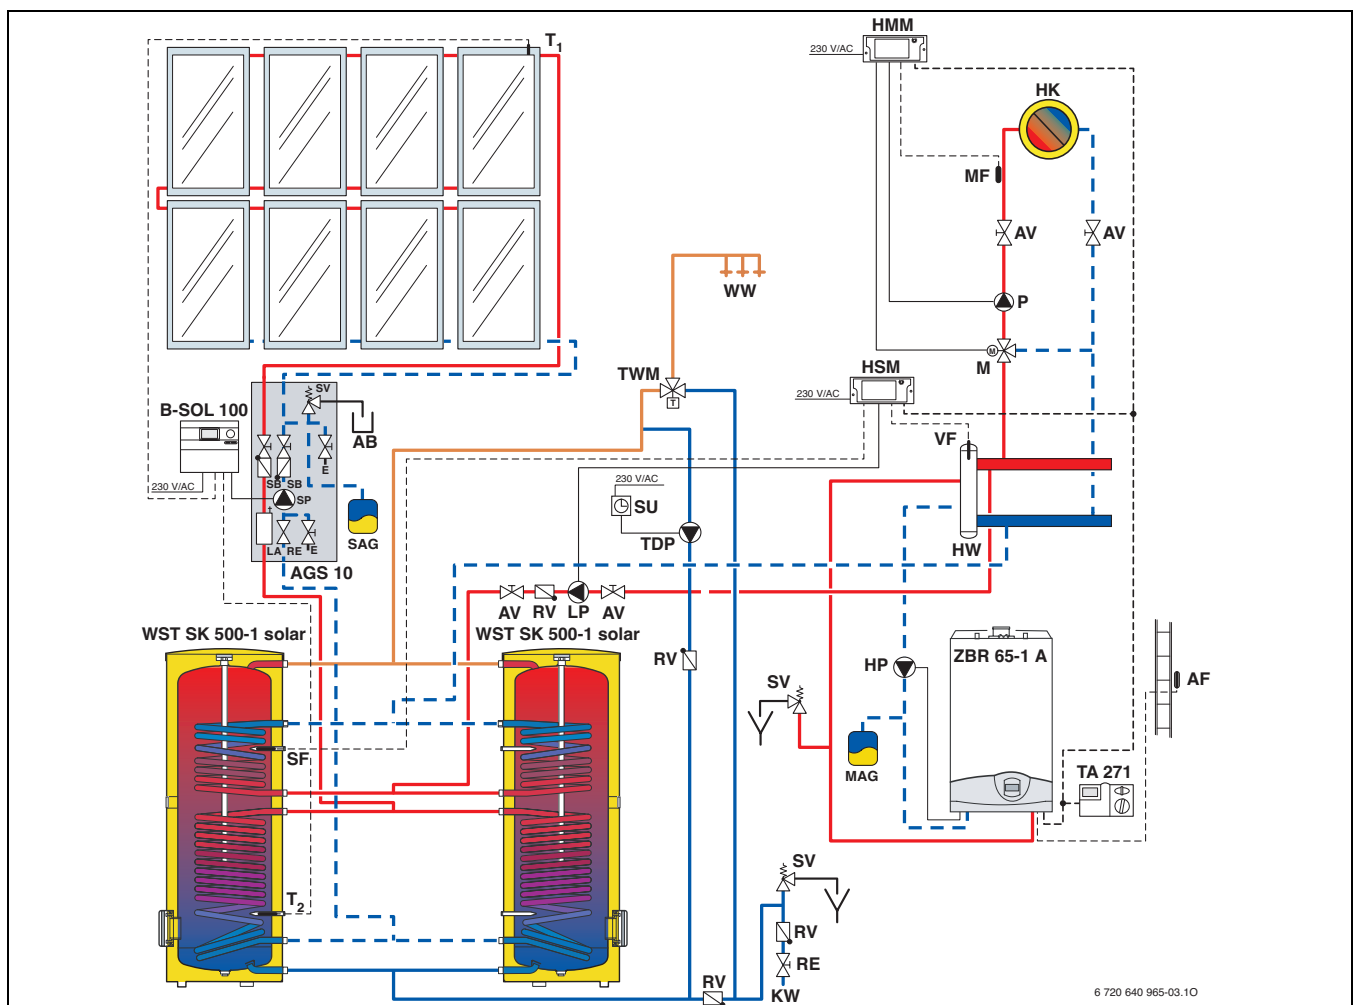 HMM
T1
230 V/AC
HK
MF
AV
AV
WW
P
M
TWM
T
M
HSM
230 V/AC
SV
B-SOL 100
AB
VF
E
230 V/AC
SB
SB
SP
230 V/AC
SU
t
SAG
TDP
LA
RE
E
HW
AGS 10
AV
RV
LP
AV
WST SK 500-1 solar
WST SK 500-1 solar
RV
HP
ZBR 65-1 A
SV
AF
SF
MAG
TA 271
SV
T2
RV
RE
RV
KW
6 720 640 965-03.1O